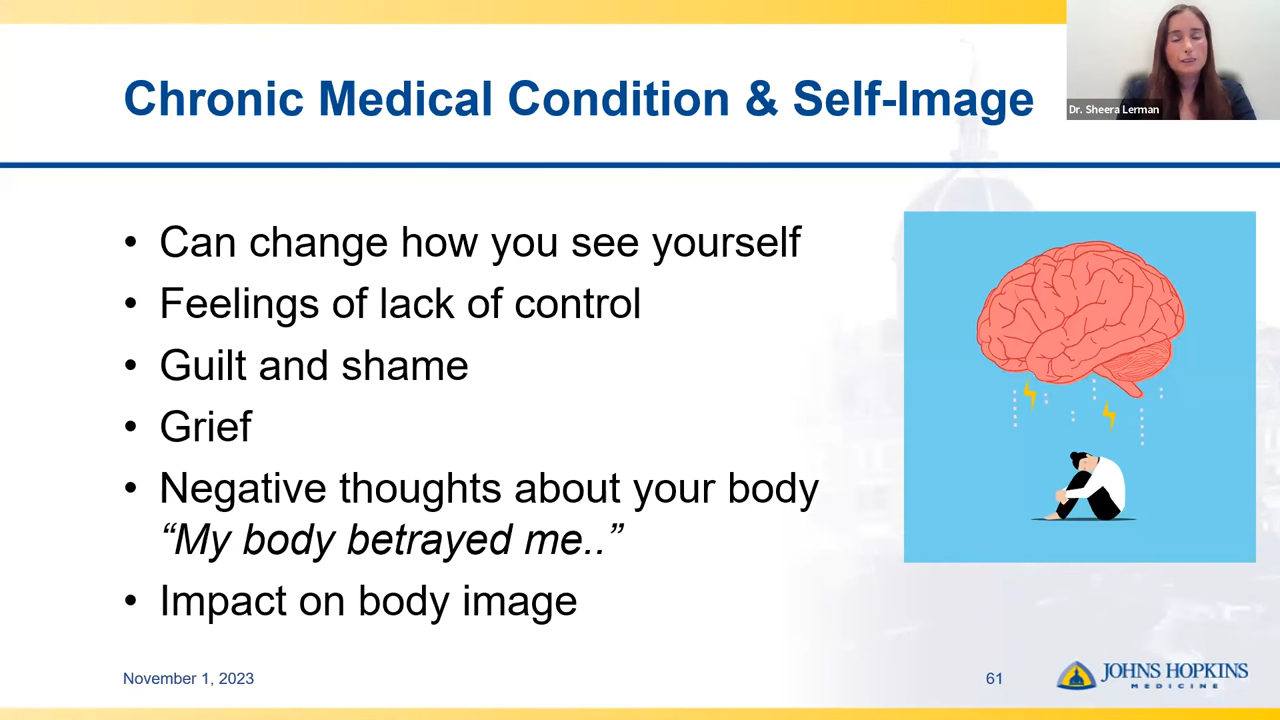 Chronic Medical Condition & Self-Image
Dr. Sheera Lerman
• Can change how you see yourself
• Feelings of lack of control
• Guilt and shame
• Grief
• Negative thoughts about your body
“My body betrayed me..”
• Impact on body image
November 1, 2023
61
JOHNS HOPKINS
MEDICINE